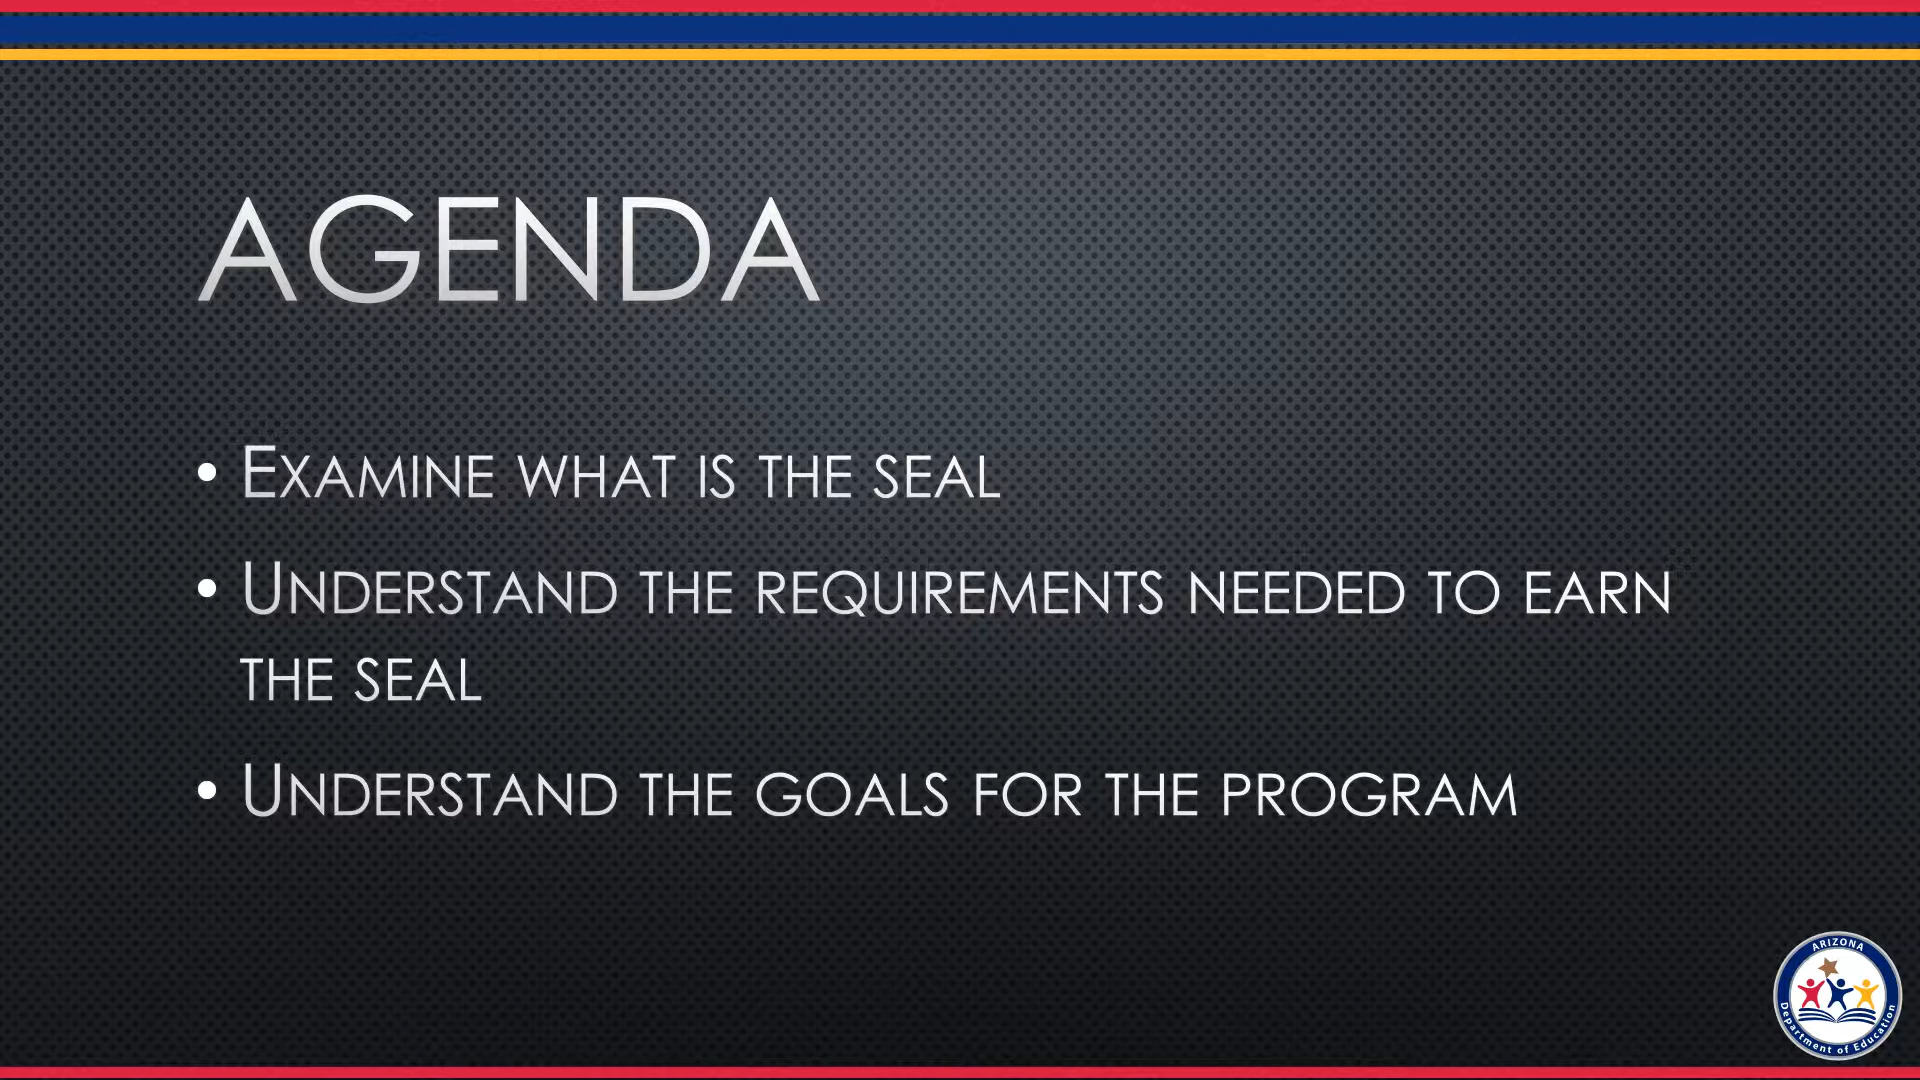 AGENDA
• EXAMINE WHAT IS THE SEAL
• UNDERSTAND THE REQUIREMENTS NEEDED TO EARN
THE SEAL
• UNDERSTAND THE GOALS FOR THE PROGRAM
ARIZONA
Department of Education